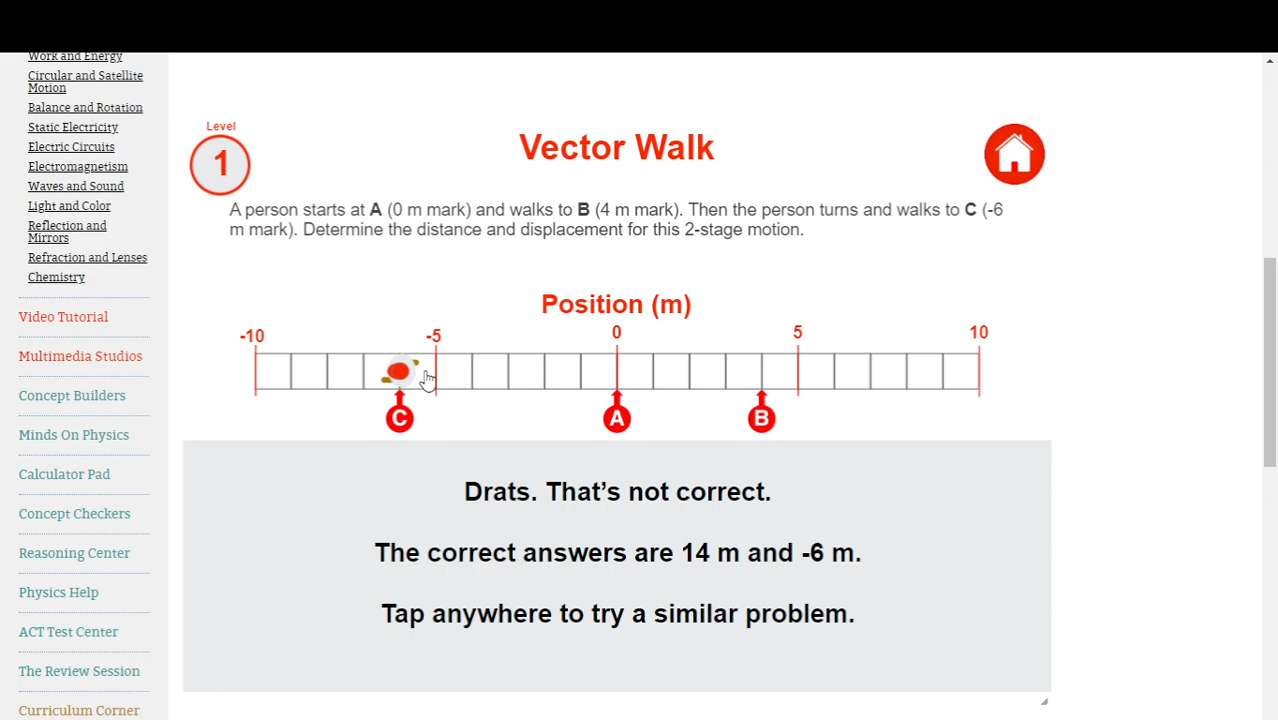 Work and Energy
Circular and Satellite
Motion
Balance and Rotation
Static Electricity
Electric Circuits
Electromagnetism
Waves and Sound
Light and Color
Reflection and
Mirrors
Refraction and Lenses
Chemistry
Video Tutorial
Multimedia Studios
Concept Builders
Minds On Physics
Calculator Pad
Concept Checkers
Reasoning Center
Physics Help
ACT Test Center
The Review Session
Curriculum Corner
Level
1
Vector Walk
A person starts at A (0 m mark) and walks to B (4 m mark). Then the person turns and walks to C (-6
m mark). Determine the distance and displacement for this 2-stage motion.
Position (m)
-10 -5 0 5 10
C A B
Drats. That’s not correct.
The correct answers are 14 m and -6 m.
Tap anywhere to try a similar problem.